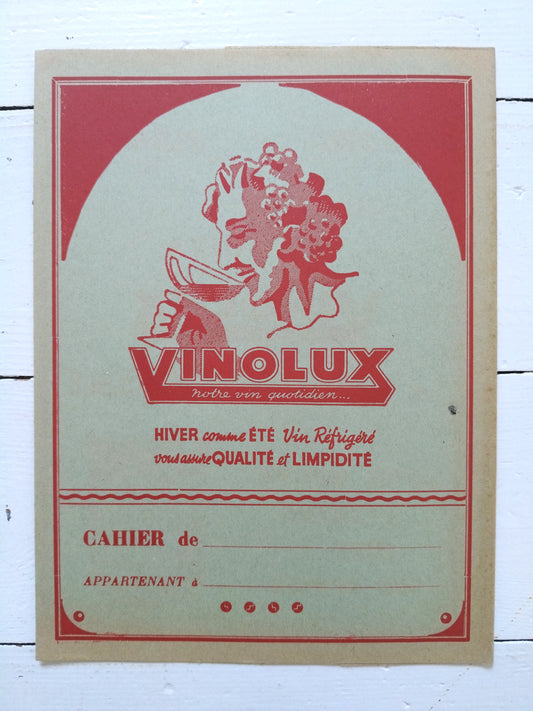 VINOLUX
notre vin quotidien...
HIVER comme ÉTÉ Vin Réfrigéré
vous assure QUALITÉ et LIMPIDITÉ
CAHIER de
APPARTENANT à